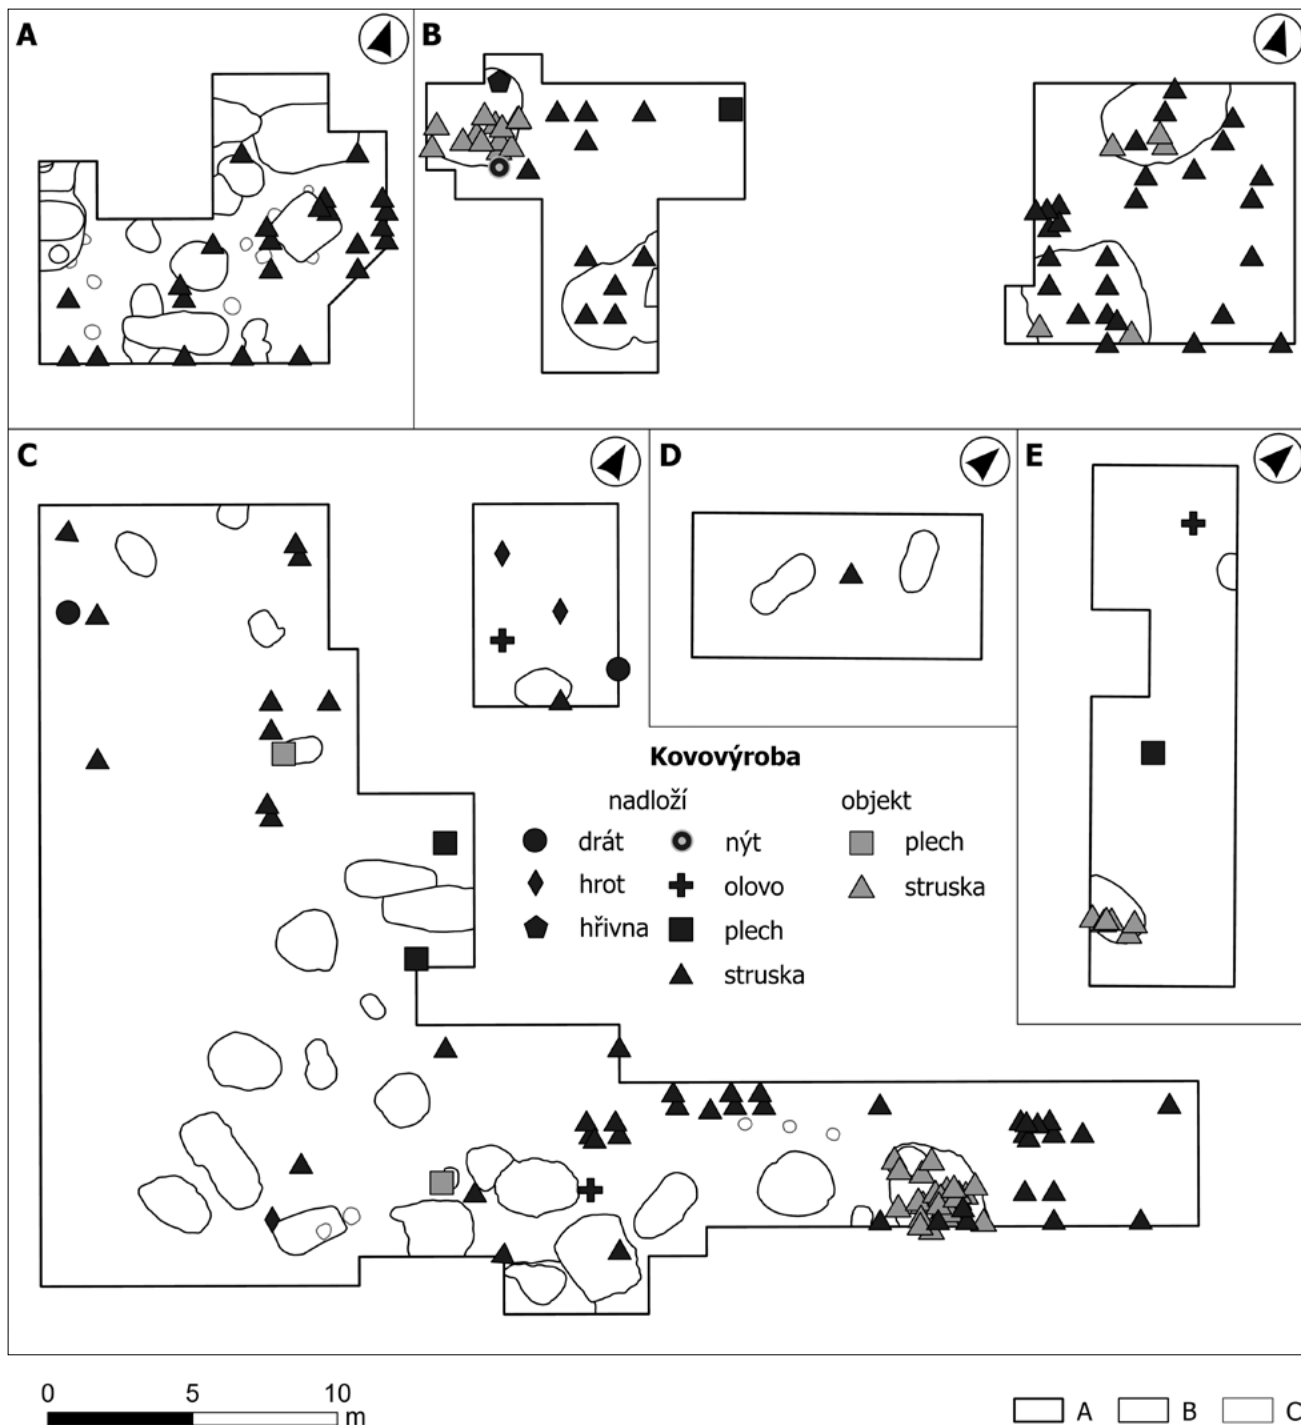 A
B
C
D
E
Kovovýroba
nadloží objekt
drát nýt plech
hrot olovo struska
hřivna plech
struska
0 5 10
m
A B C